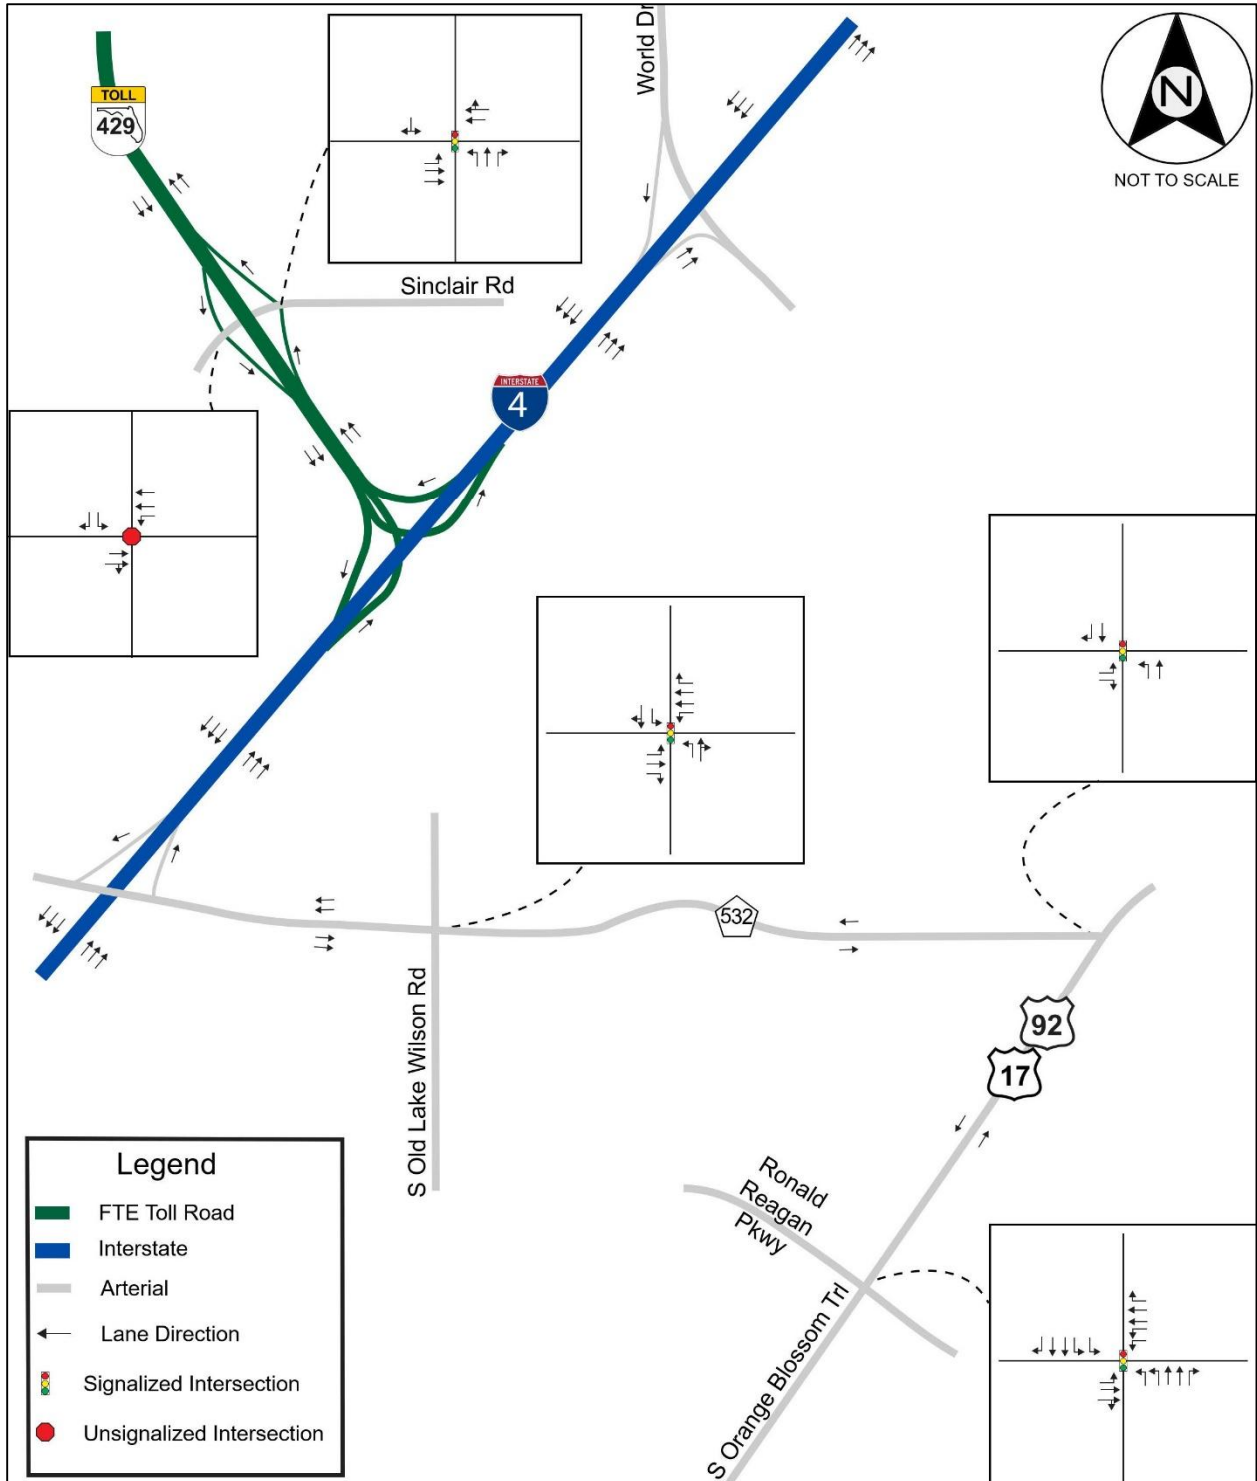 World Dr
N
NOT TO SCALE
TOLL
429
Sinclair Rd
INTERSTATE
4
532
S Old Lake Wilson Rd
92
17
Ronald
Reagan
Pkwy
S Orange Blossom Trl
Legend
FTE Toll Road
Interstate
Arterial
Lane Direction
Signalized Intersection
Unsignalized Intersection